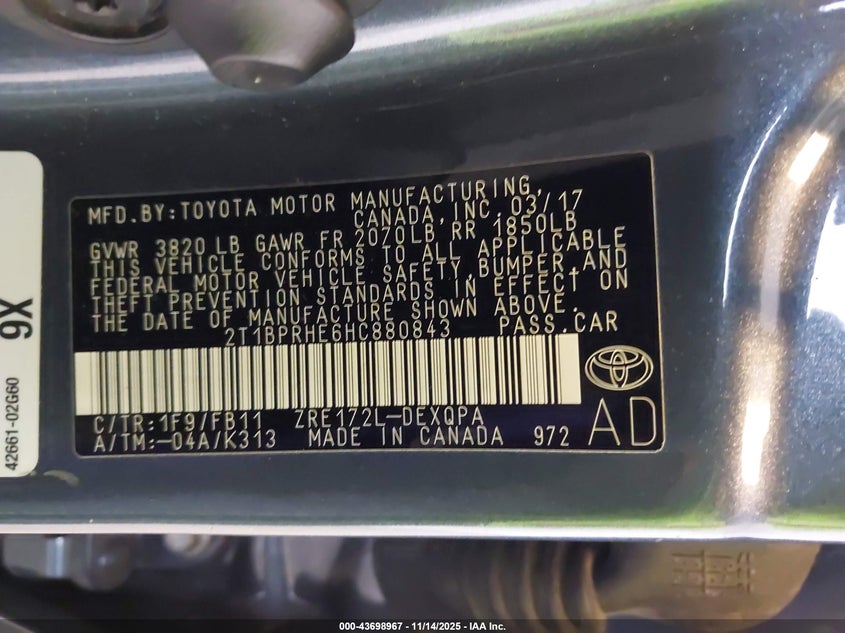 MFD.BY:TOYOTA MOTOR MANUFACTURING,
CANADA, INC. 03/17
GVWR 3820 LB GAWR FR 2070LB, RR 1850LB
THIS VEHICLE CONFORMS TO ALL APPLICABLE
FEDERAL MOTOR VEHICLE SAFETY,BUMPER,AND
THEFT PREVENTION STANDARDS IN EFFECT ON
THE DATE OF MANUFACTURE SHOWN ABOVE.
2T1BPRHE6HC880843 PASS.CAR
C/TR:1F9/FB11 ZRE172L-DEXQPA
A/TM:-04A/K313 MADE IN CANADA 972
AD
9X
42661-02G60
000-43698967 - 11/14/2025 - IAA Inc.